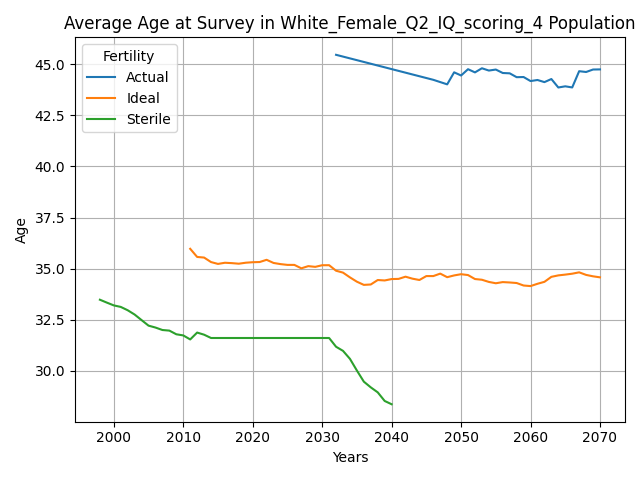 Average Age at Survey in White_Female_Q2_IQ_scoring_4 Population
Fertility
Actual
Ideal
Sterile
45.0
42.5
40.0
37.5
35.0
32.5
30.0
Age
2000 2010 2020 2030 2040 2050 2060 2070
Years